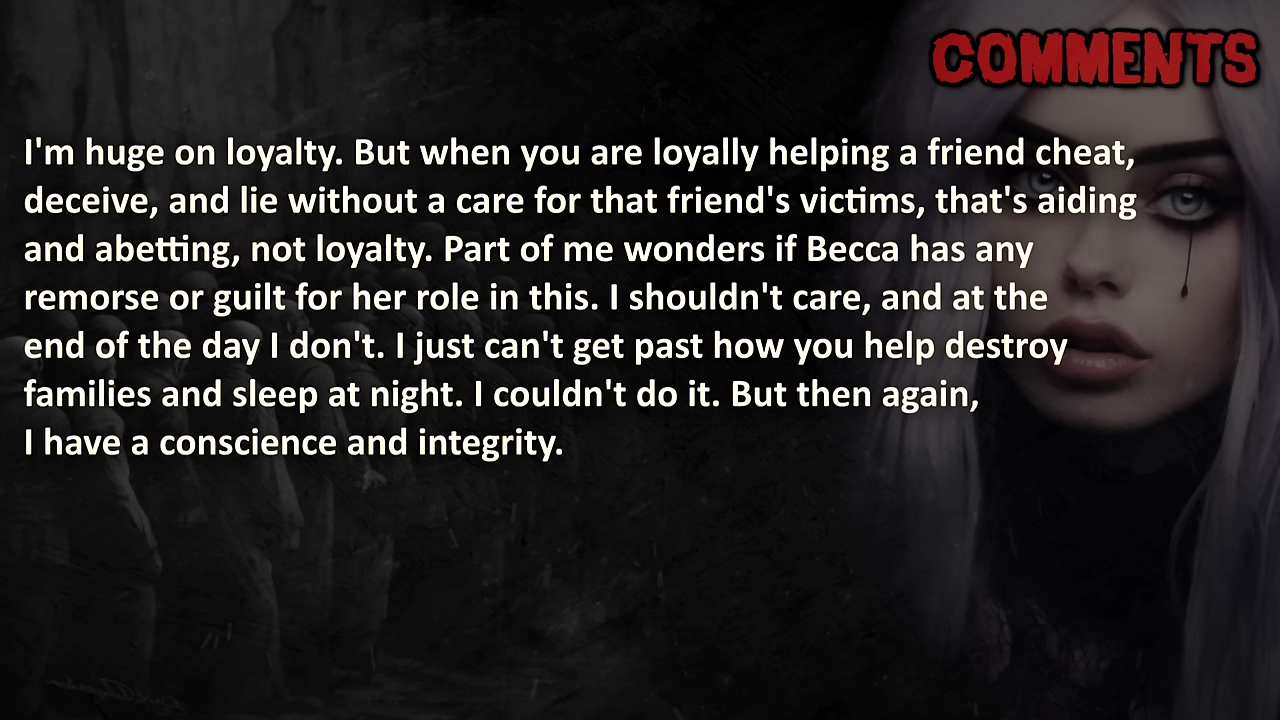 COMMENTS
I'm huge on loyalty. But when you are loyally helping a friend cheat,
deceive, and lie without a care for that friend's victims, that's aiding
and abetting, not loyalty. Part of me wonders if Becca has any
remorse or guilt for her role in this. I shouldn't care, and at the
end of the day I don't. I just can't get past how you help destroy
families and sleep at night. I couldn't do it. But then again,
I have a conscience and integrity.